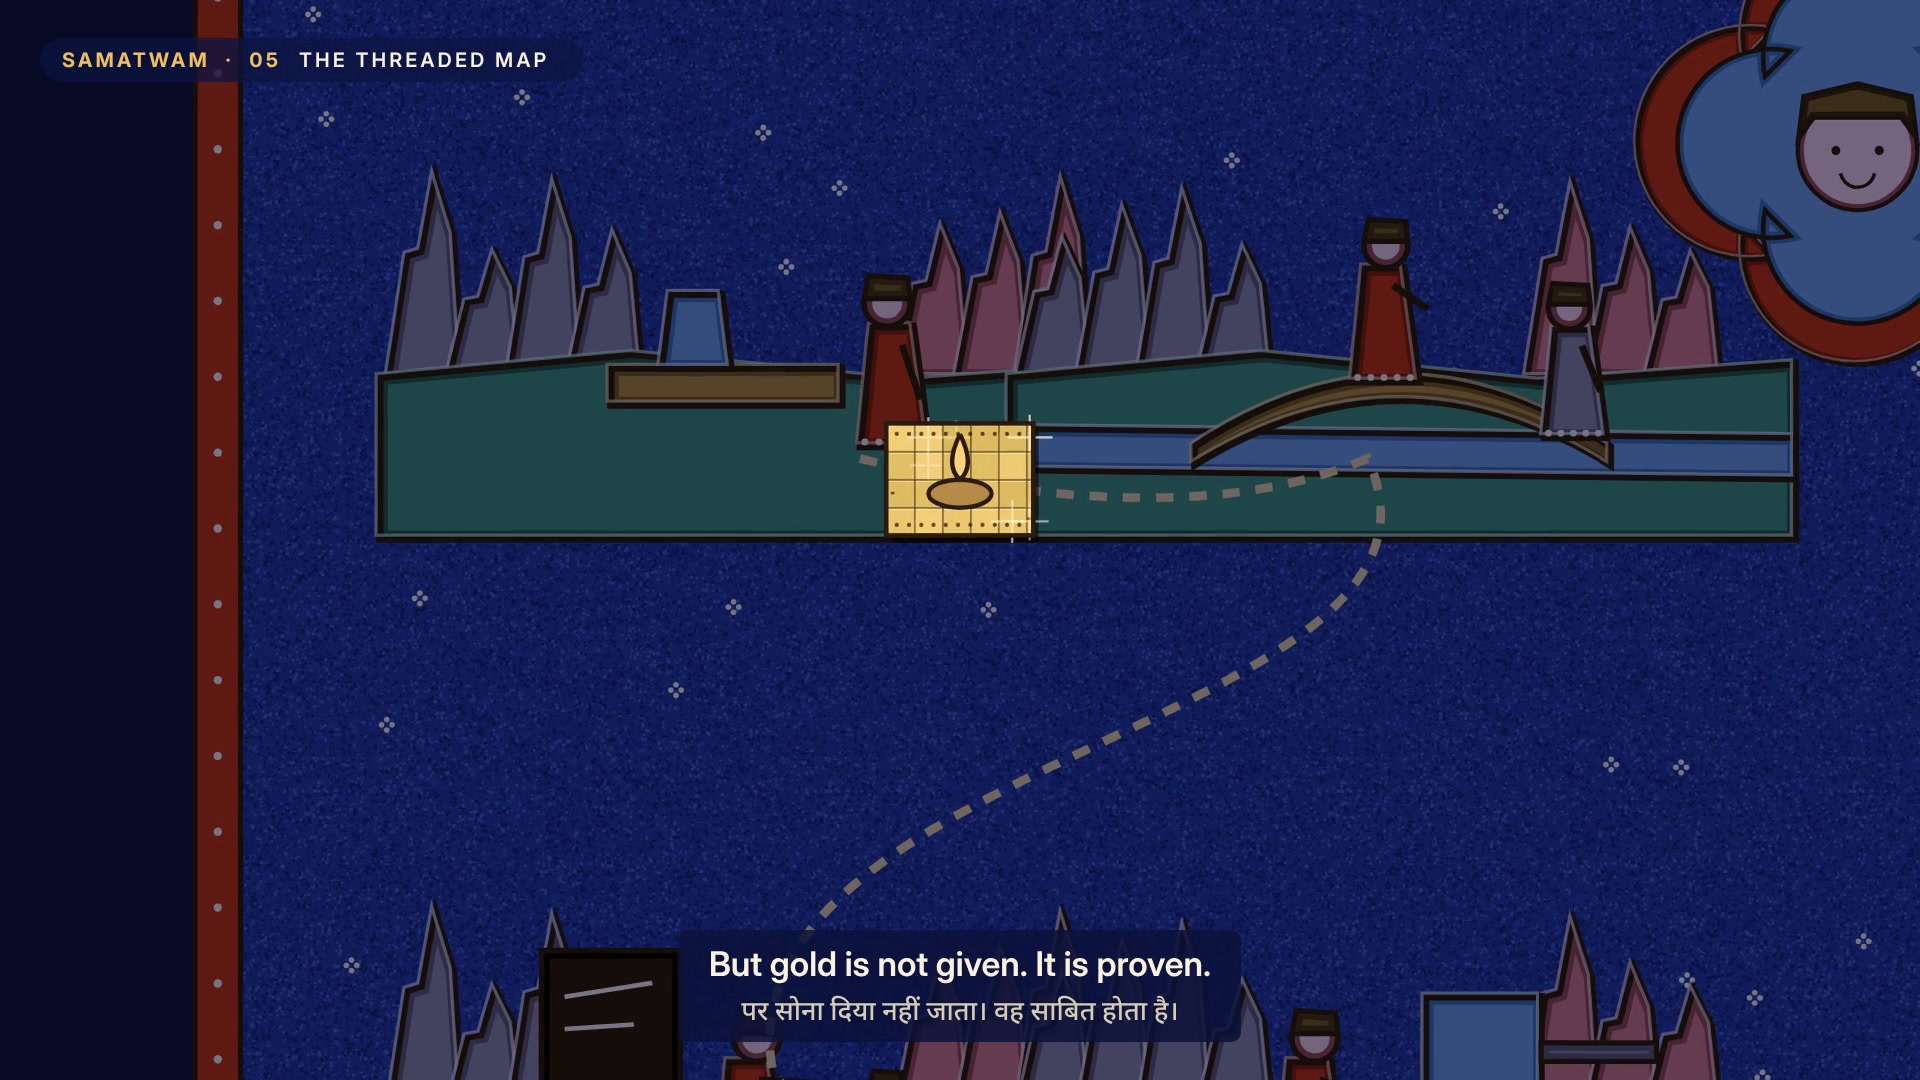 SAMATWAM · 05 THE THREADED MAP
But gold is not given. It is proven.
पर सोना दिया नहीं जाता। वह साबित होता है।